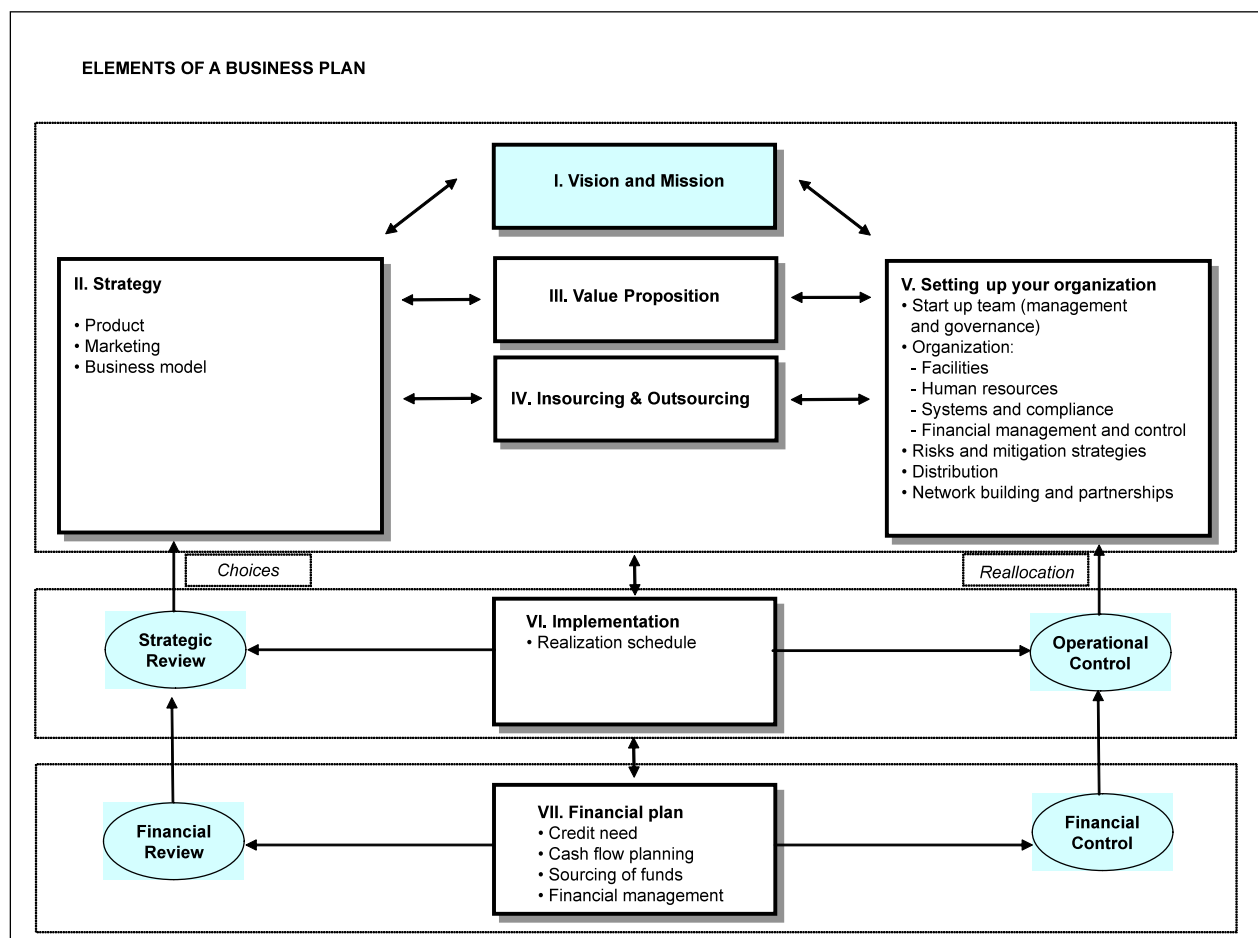 ELEMENTS OF A BUSINESS PLAN
I. Vision and Mission
II. Strategy
• Product
• Marketing
• Business model
III. Value Proposition
IV. Insourcing & Outsourcing
V. Setting up your organization
• Start up team (management
and governance)
• Organization:
- Facilities
- Human resources
- Systems and compliance
- Financial management and control
• Risks and mitigation strategies
• Distribution
• Network building and partnerships
Choices
Reallocation
Strategic
Review
VI. Implementation
• Realization schedule
Operational
Control
Financial
Review
VII. Financial plan
• Credit need
• Cash flow planning
• Sourcing of funds
• Financial management
Financial
Control